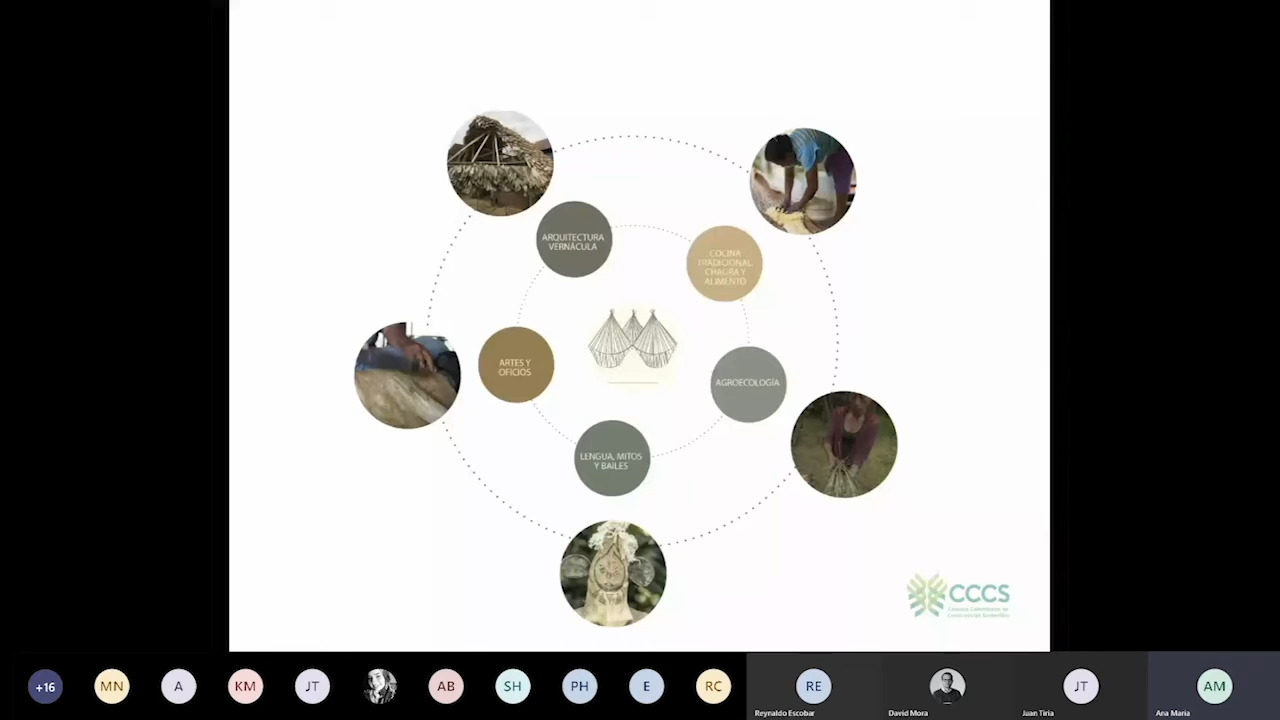 ARQUITECTURA
VERNÁCULA
COCINA
TRADICIONAL,
CHAGRA Y
ALIMENTO
ARTES Y
OFICIOS
AGROECOLOGÍA
LENGUA, MITOS
Y BAILES
CCCS
+16
MN
A
KM
JT
AB
SH
PH
E
RC
RE
JT
AM
Reynaldo Escobar
David Mora
Juan Tiria
Ana Maria